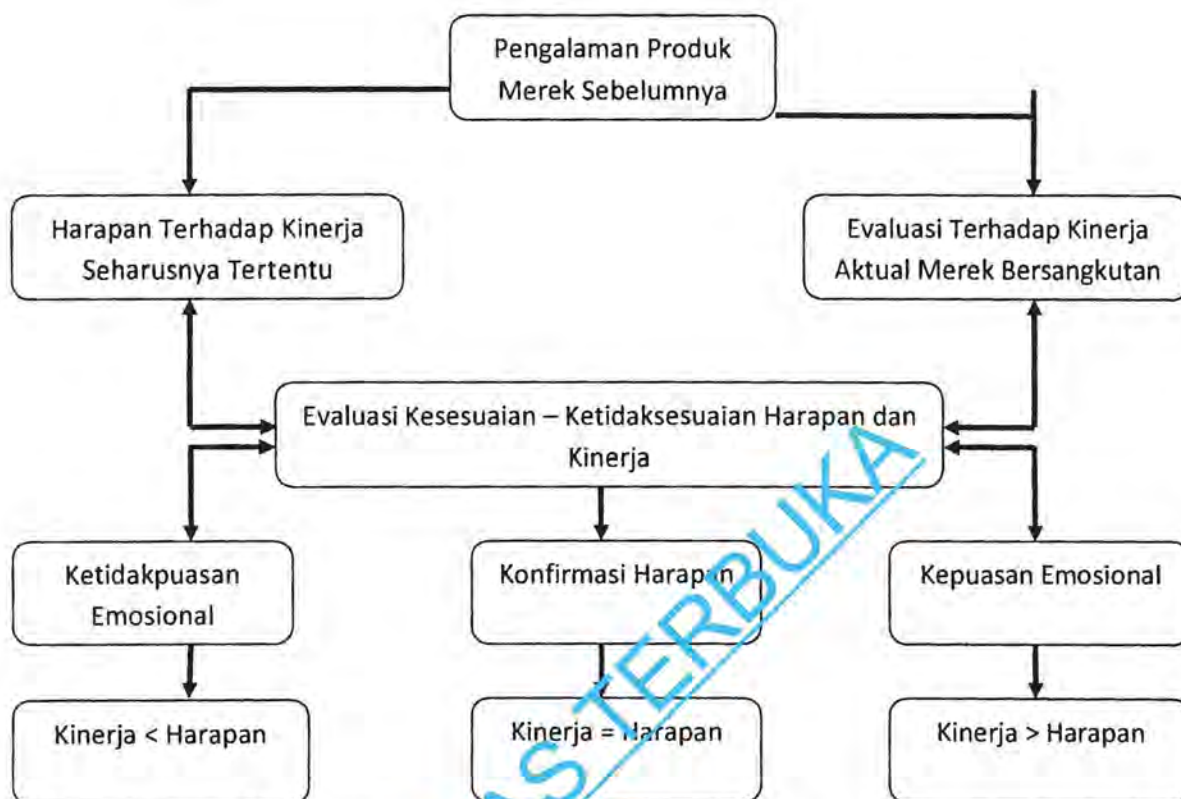 Pengalaman Produk
Merek Sebelumnya
Harapan Terhadap Kinerja
Seharusnya Tertentu
Evaluasi Terhadap Kinerja
Aktual Merek Bersangkutan
Evaluasi Kesesuaian – Ketidaksesuaian Harapan dan
Kinerja
Ketidakpuasan
Emosional
Konfirmasi Harapan
Kepuasan Emosional
Kinerja < Harapan
Kinerja = Harapan
Kinerja > Harapan
AS TERBUKA